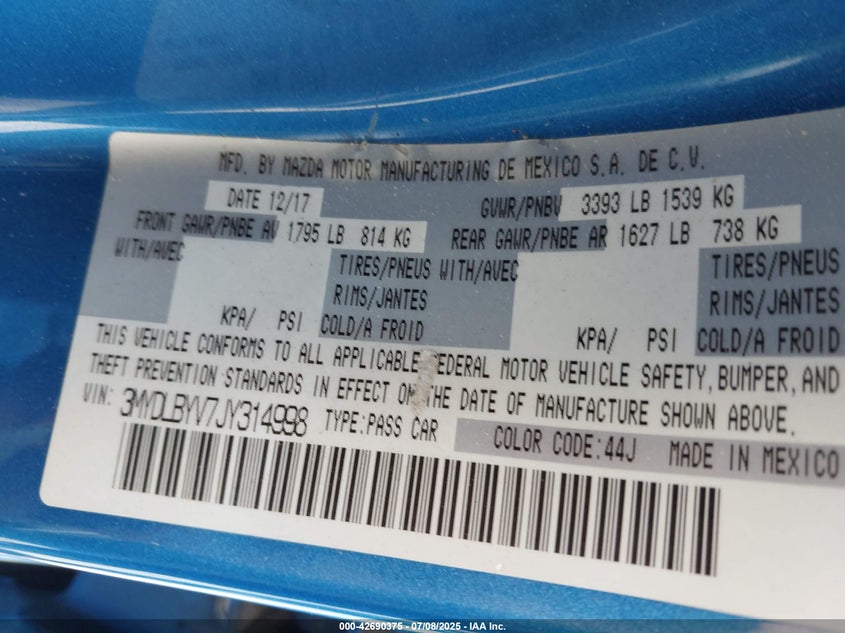 MFD. BY MAZDA MOTOR MANUFACTURING DE MEXICO S.A. DE C.V.
DATE 12/17 GVWR/PNBV 3393 LB 1539 KG
FRONT GAWR/PNBE AV 1795 LB 814 KG REAR GAWR/PNBE AR 1627 LB 738 KG
WITH/AVEC TIRES/PNEUS WITH/AVEC TIRES/PNEUS
RIMS/JANTES RIMS/JANTES
KPA/ PSI COLD/A FROID KPA/ PSI COLD/A FROID
THIS VEHICLE CONFORMS TO ALL APPLICABLE FEDERAL MOTOR VEHICLE SAFETY, BUMPER, AND
THEFT PREVENTION STANDARDS IN EFFECT ON THE DATE OF MANUFACTURE SHOWN ABOVE.
VIN: 3MYDLBYV7JY314998 TYPE:PASS CAR
COLOR CODE:44J MADE IN MEXICO
000-42690375 / 07/08/2025 - IAA Inc.